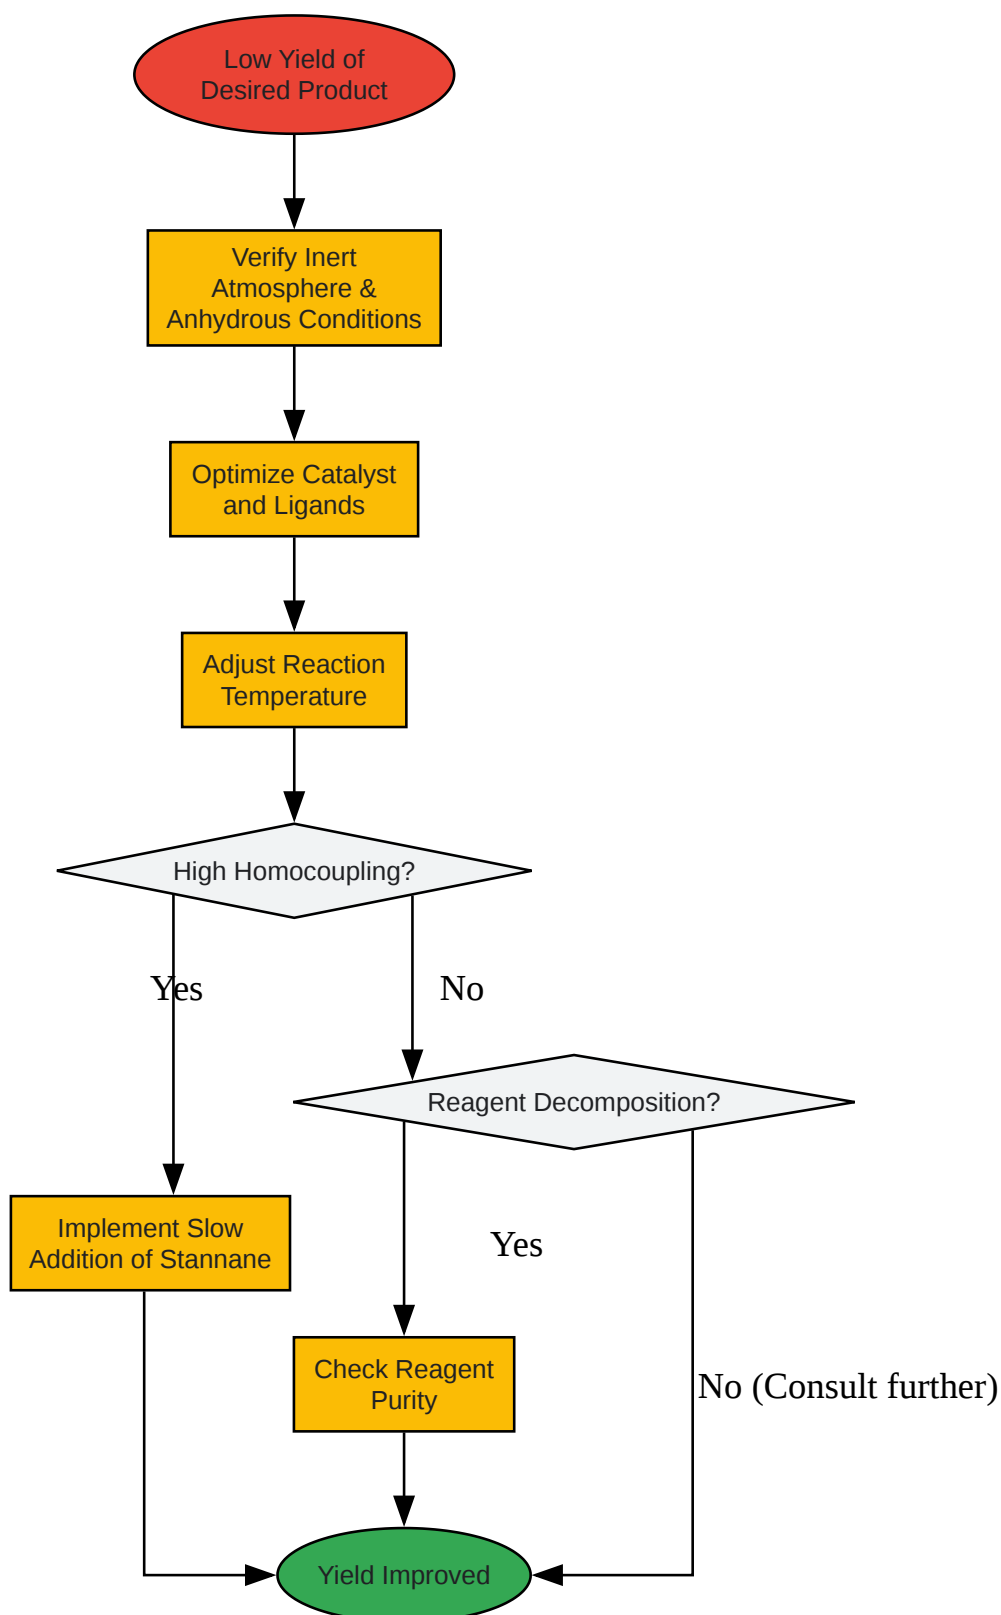 Low Yield of
Desired Product
Verify Inert
Atmosphere &
Anhydrous Conditions
Optimize Catalyst
and Ligands
Adjust Reaction
Temperature
High Homocoupling?
Yes
No
Reagent Decomposition?
Implement Slow
Addition of Stannane
Yes
Check Reagent
Purity
No (Consult further)
Yield Improved